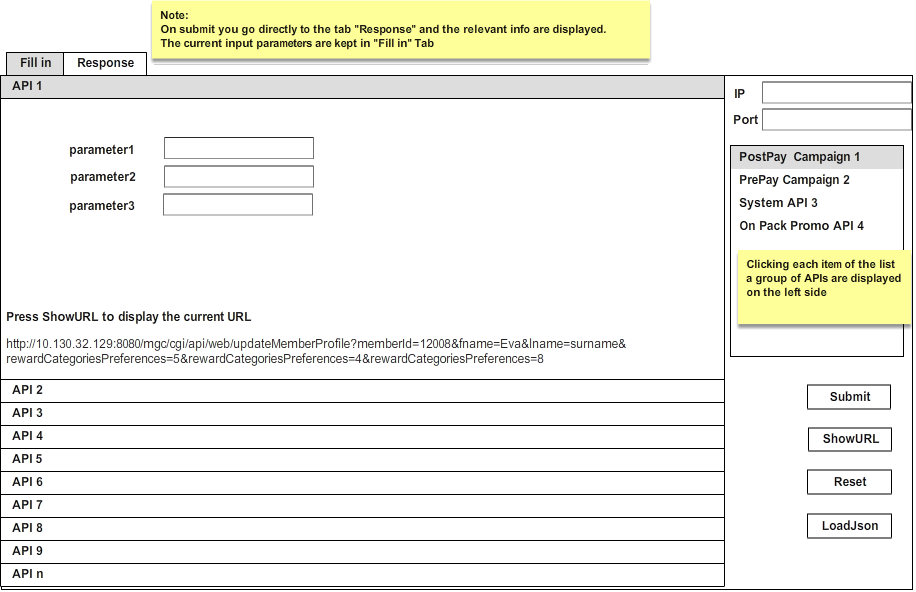 Note:
On submit you go directly to the tab "Response" and the relevant info are displayed.
The current input parameters are kept in "Fill in" Tab
Fill in
Response
API 1
parameter1
parameter2
parameter3
Press ShowURL to display the current URL
http://10.130.32.129:8080/mgc/cgi/api/web/updateMemberProfile?memberId=12008&fname=Eva&lname=surname&
rewardCategoriesPreferences=5&rewardCategoriesPreferences=4&rewardCategoriesPreferences=8
API 2
API 3
API 4
API 5
API 6
API 7
API 8
API 9
API n
IP
Port
PostPay Campaign 1
PrePay Campaign 2
System API 3
On Pack Promo API 4
Clicking each item of the list
a group of APIs are displayed
on the left side
Submit
ShowURL
Reset
LoadJson